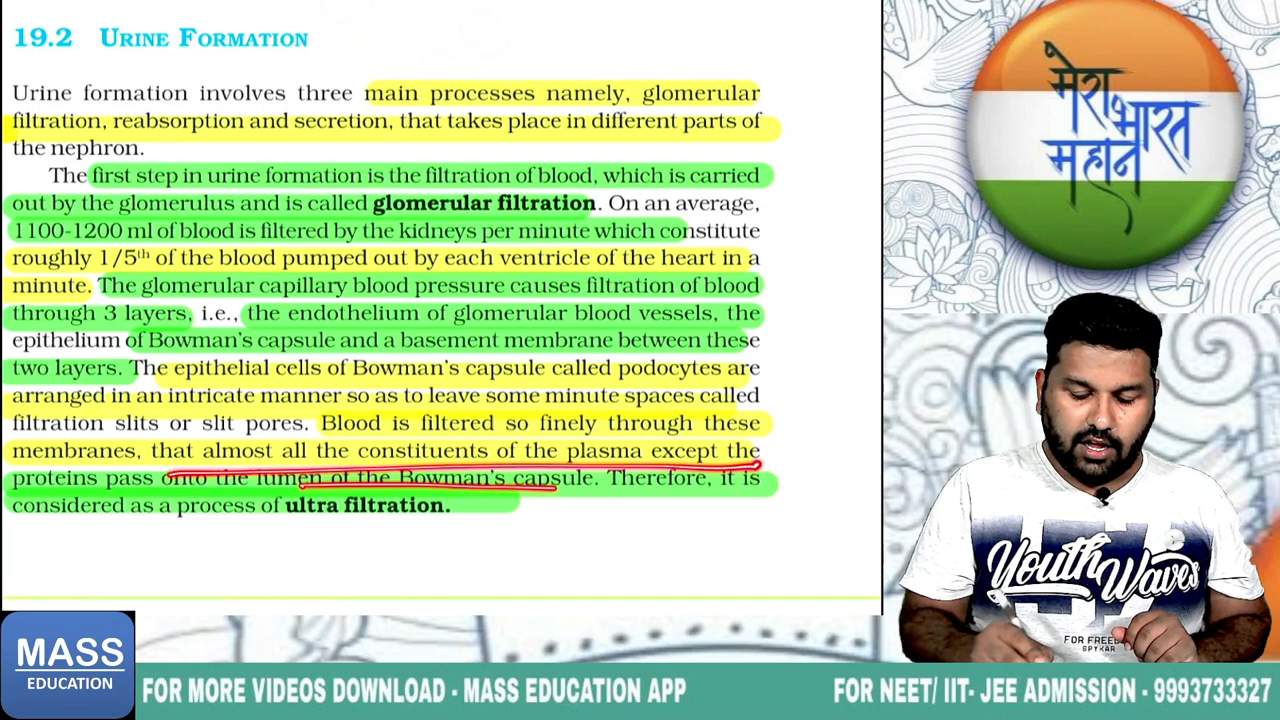 19.2 URINE FORMATION
Urine formation involves three main processes namely, glomerular
filtration, reabsorption and secretion, that takes place in different parts of
the nephron.
The first step in urine formation is the filtration of blood, which is carried
out by the glomerulus and is called glomerular filtration. On an average,
1100-1200 ml of blood is filtered by the kidneys per minute which constitute
roughly 1/5th of the blood pumped out by each ventricle of the heart in a
minute. The glomerular capillary blood pressure causes filtration of blood
through 3 layers, i.e., the endothelium of glomerular blood vessels, the
epithelium of Bowman's capsule and a basement membrane between these
two layers. The epithelial cells of Bowman's capsule called podocytes are
arranged in an intricate manner so as to leave some minute spaces called
filtration slits or slit pores. Blood is filtered so finely through these
membranes, that almost all the constituents of the plasma except the
proteins pass onto the lumen of the Bowman's capsule. Therefore, it is
considered as a process of ultra filtration.
मेरा
भारत
महान
Youth
Waves
FOR FREED
SPYKAR
MASS
EDUCATION
FOR MORE VIDEOS DOWNLOAD - MASS EDUCATION APP
FOR NEET/ IIT- JEE ADMISSION - 9993733327